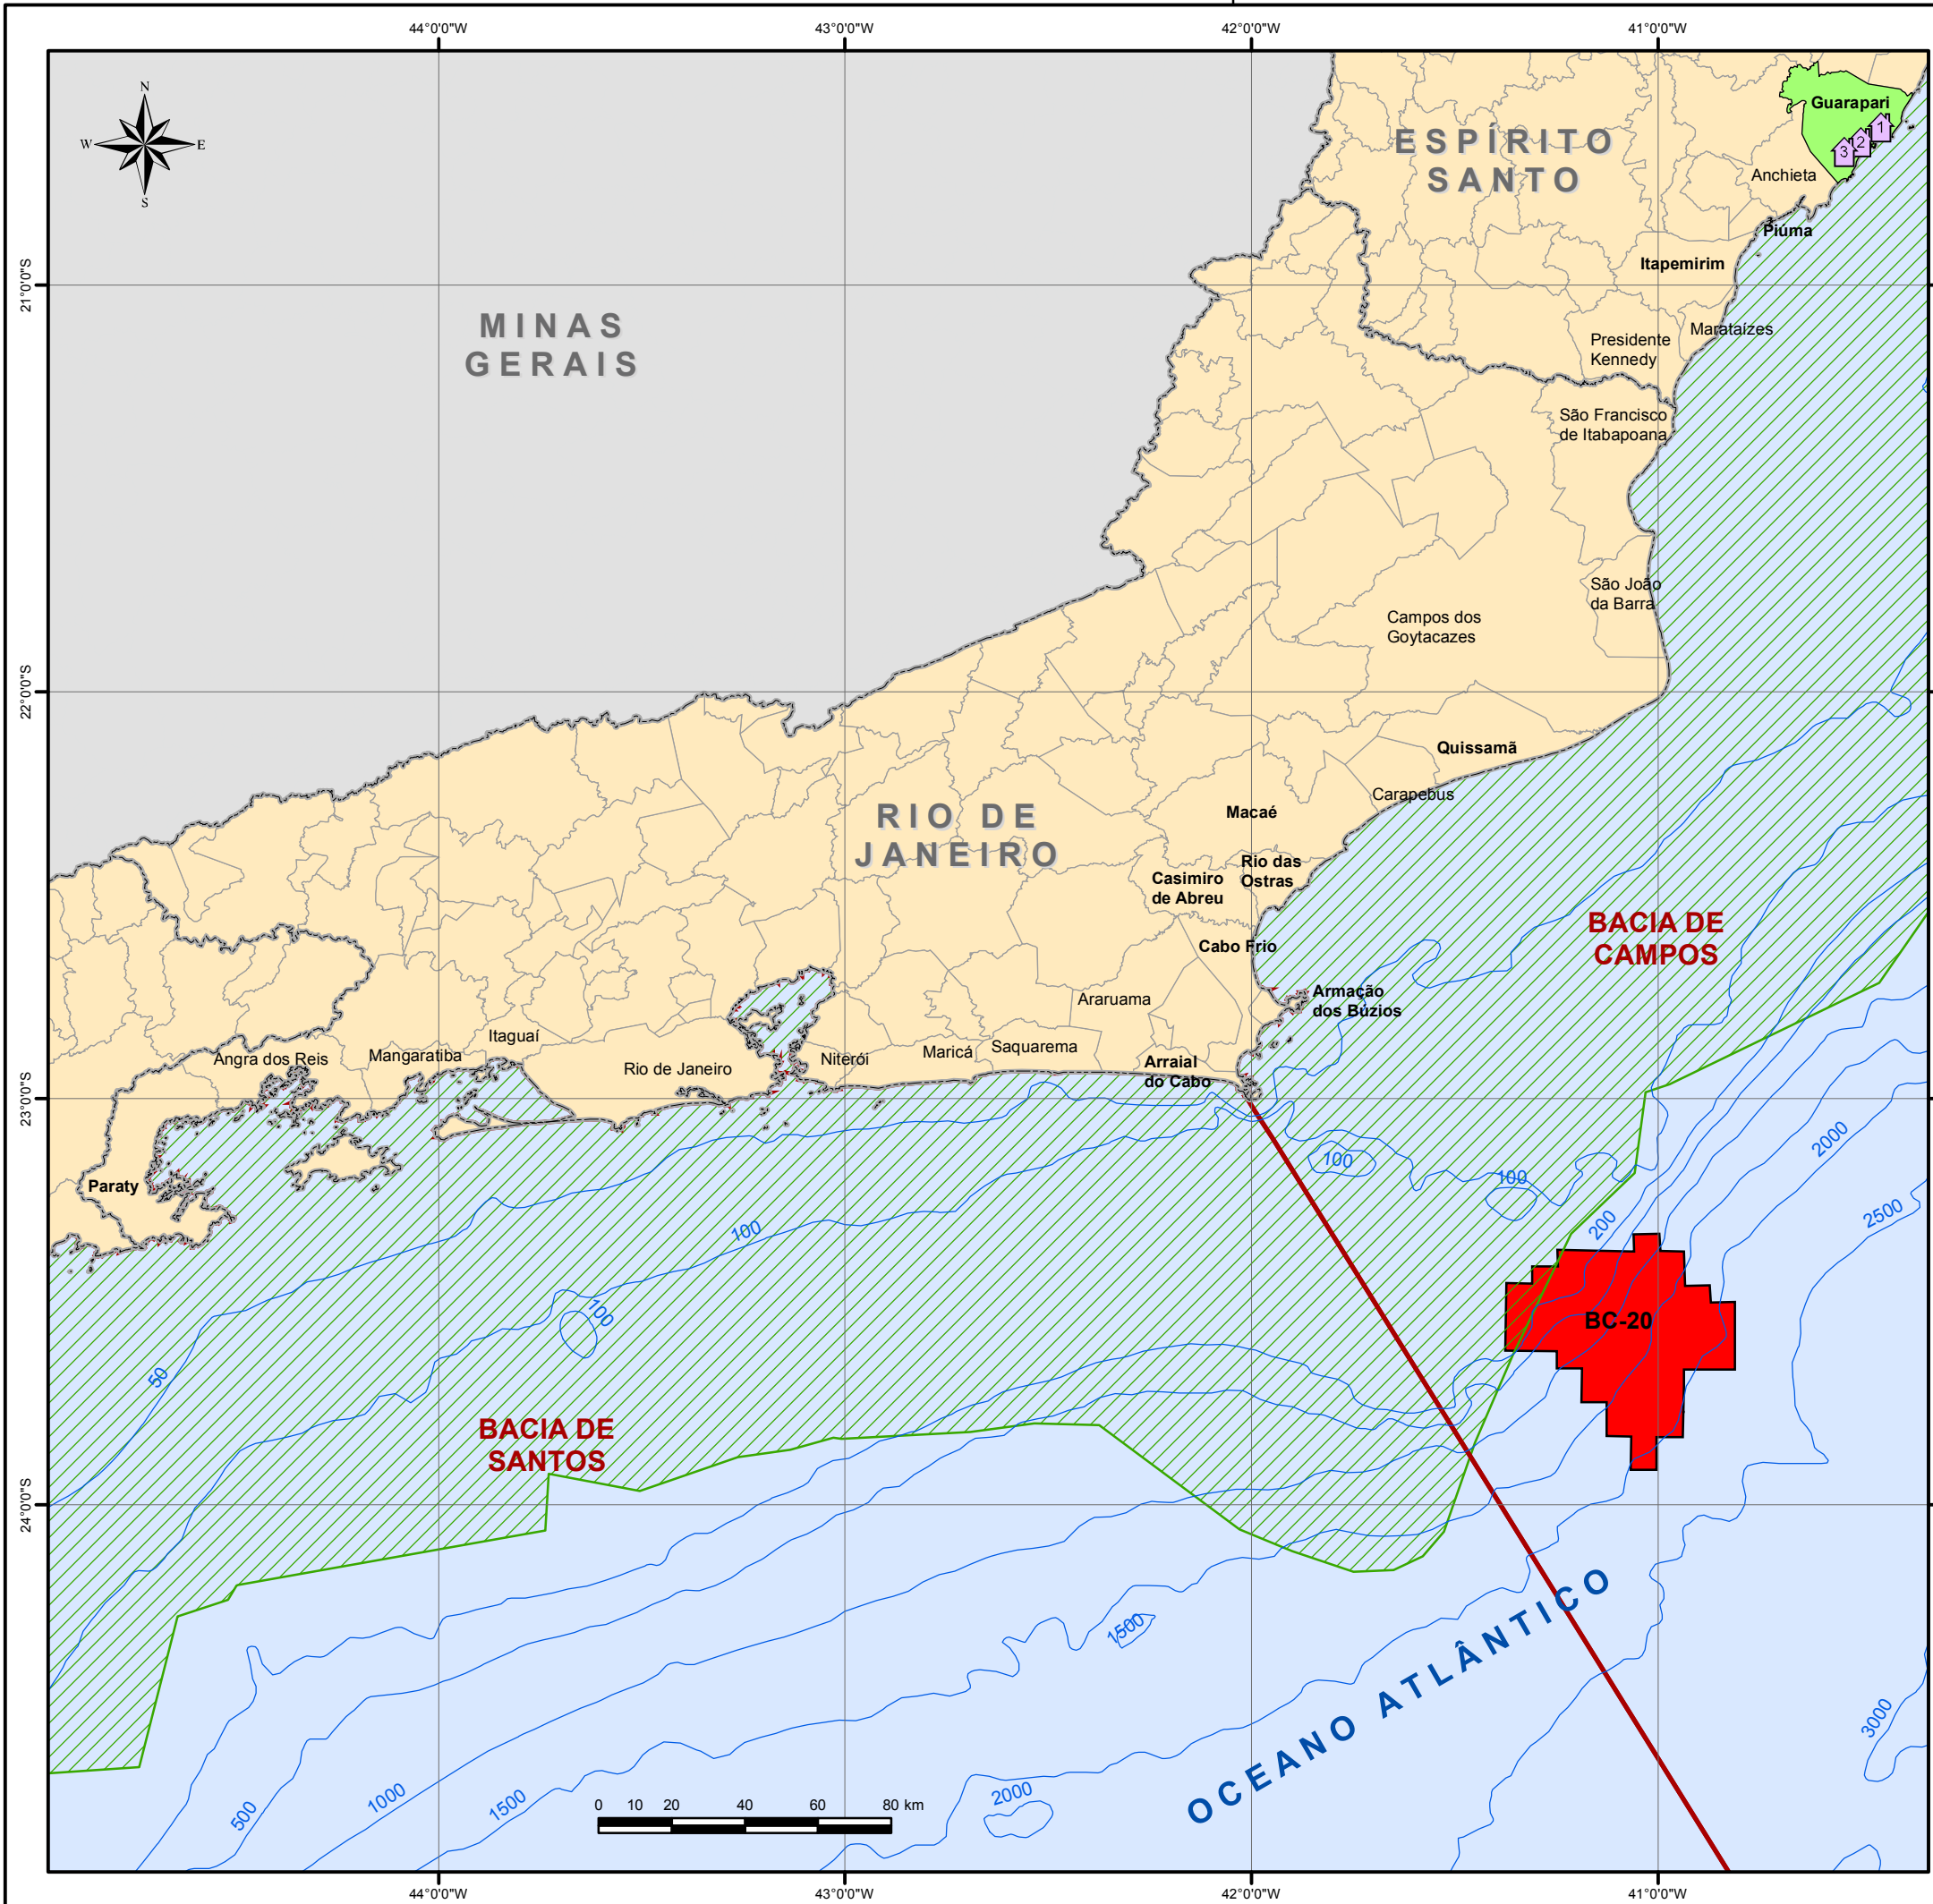 44°0'0"W
43°0'0"W
42°0'0"W
41°0'0"W
N
W
E
S
Guarapari
1
2
3
ESPÍRITO
SANTO
Anchieta
Piúma
Itapemirim
21°0'0"S
MINAS
GERAIS
Marataízes
Presidente
Kennedy
São Francisco
de Itabapoana
São João
da Barra
Campos dos
Goytacazes
22°0'0"S
Quissamã
Carapebus
Macaé
RIO DE
JANEIRO
Rio das
Ostras
Casimiro
de Abreu
BACIA DE
CAMPOS
Cabo Frio
Armação
dos Búzios
Araruama
Itaguaí
Angra dos Reis
Mangaratiba
Rio de Janeiro
Niterói
Maricá
Saquarema
Arraial
do Cabo
23°0'0"S
2000
100
100
Paraty
200
2500
100
100
BC-20
50
BACIA DE
SANTOS
24°0'0"S
OCEANO ATLÂNTICO
1500
3000
500
1000
1500
2000
0 10 20 40 60 80 km
44°0'0"W
43°0'0"W
42°0'0"W
41°0'0"W